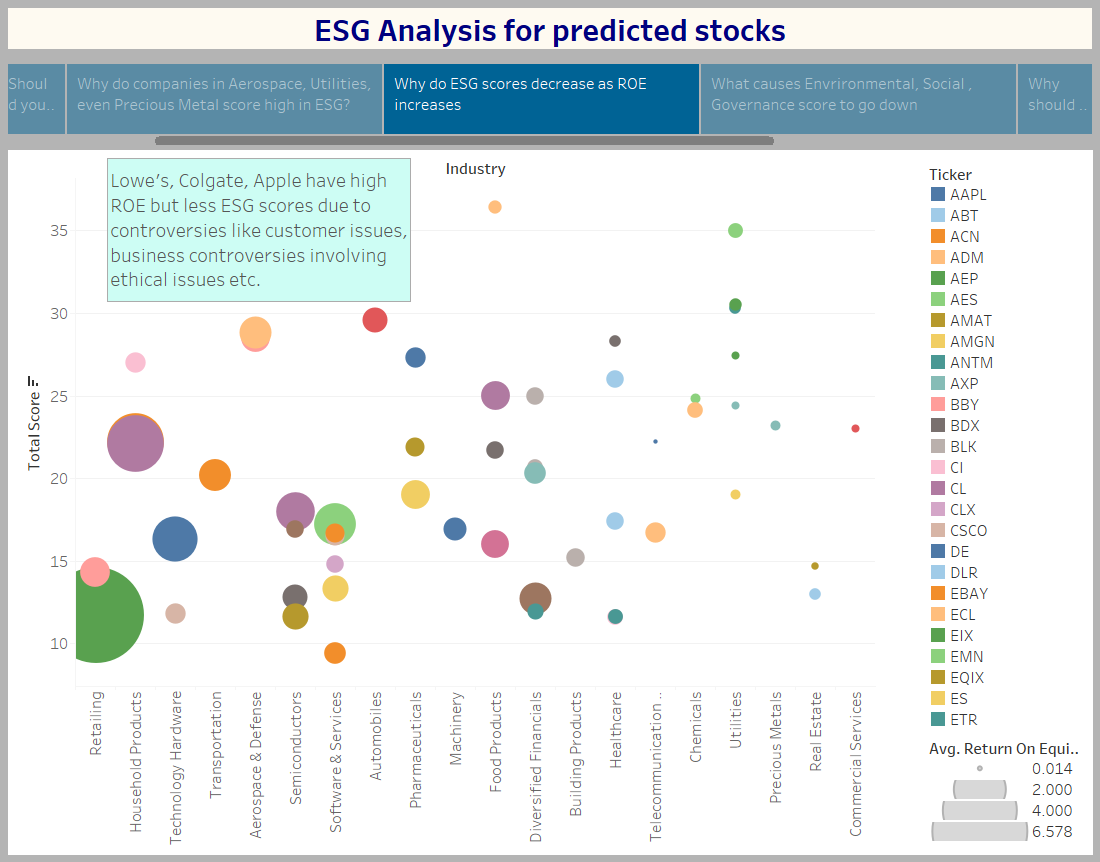 ESG Analysis for predicted stocks
Shoul
d you..
Why do companies in Aerospace, Utilities,
even Precious Metal score high in ESG?
Why do ESG scores decrease as ROE
increases
What causes Envrironmental, Social ,
Governance score to go down
Why
should ..
Industry
Lowe's, Colgate, Apple have high
ROE but less ESG scores due to
controversies like customer issues,
business controversies involving
ethical issues etc.
Total Score
35
30
25
20
15
10
Retailing
Household Products
Technology Hardware
Transportation
Aerospace & Defense
Semiconductors
Software & Services
Automobiles
Pharmaceuticals
Machinery
Food Products
Diversified Financials
Building Products
Healthcare
Telecommunication ..
Chemicals
Utilities
Precious Metals
Real Estate
Commercial Services
Ticker
AAPL
ABT
ACN
ADM
AEP
AES
AMAT
AMGN
ANTM
AXP
BBY
BDX
BLK
CI
CL
CLX
CSCO
DE
DLR
EBAY
ECL
EIX
EMN
EQIX
ES
ETR
Avg. Return On Equi..
0.014
2.000
4.000
6.578